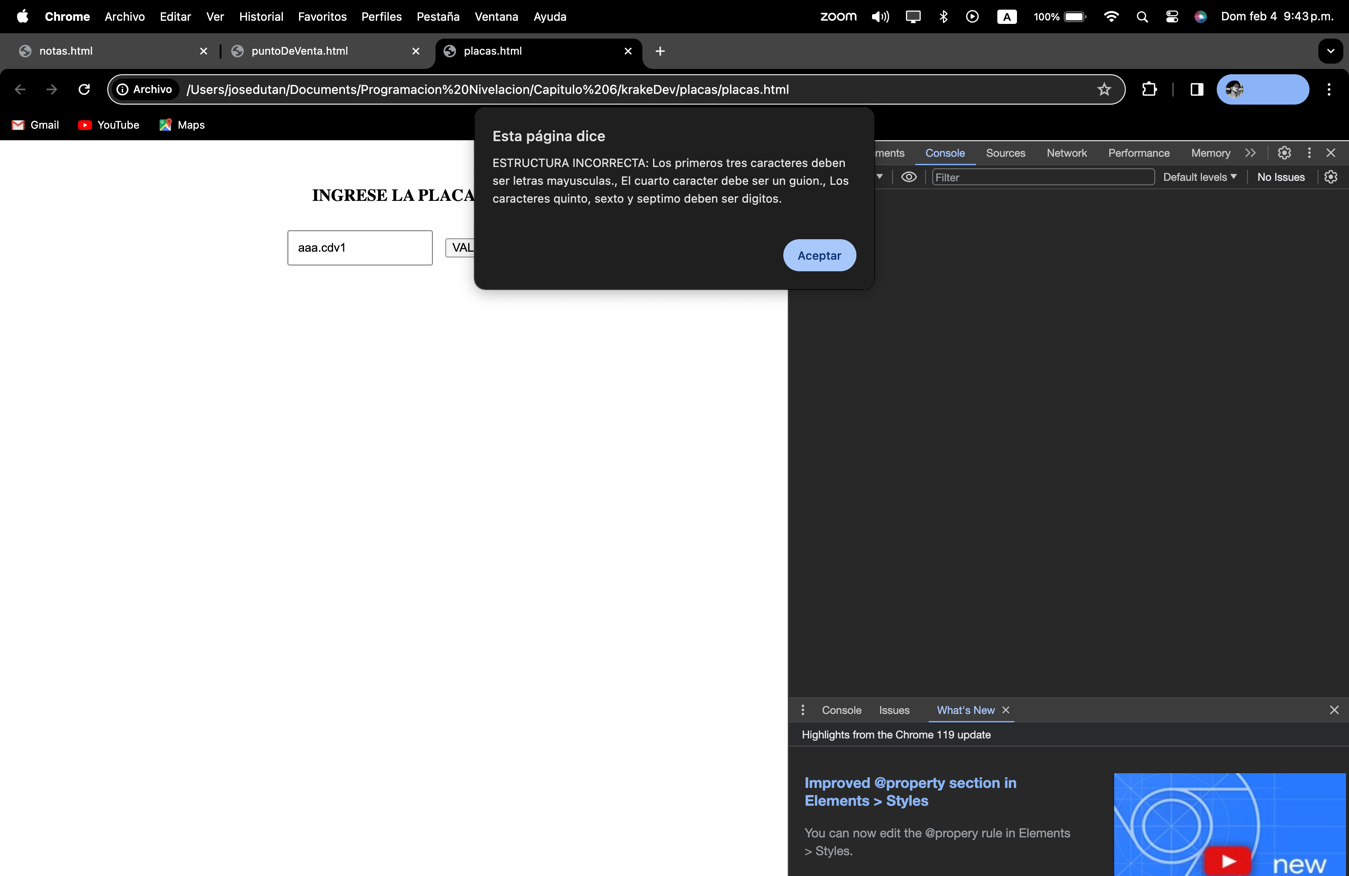 Chrome Archivo Editar Ver Historial Favoritos Perfiles Pestaña Ventana Ayuda zoom A 100% Dom feb 4 9:43 p.m.
notas.html puntoDeVenta.html placas.html
Archivo /Users/josedutan/Documents/Programacion%20Nivelacion/Capitulo%206/krakeDev/placas/placas.html
Gmail YouTube Maps
Esta página dice
ESTRUCTURA INCORRECTA: Los primeros tres caracteres deben
ser letras mayusculas., El cuarto caracter debe ser un guion., Los
caracteres quinto, sexto y septimo deben ser digitos.
Aceptar
INGRESE LA PLACA
aaa.cdv1 VAL
ments Console Sources Network Performance Memory
Filter Default levels No Issues
Console Issues What's New
Highlights from the Chrome 119 update
Improved @property section in
Elements > Styles
You can now edit the @propery rule in Elements
> Styles.
new